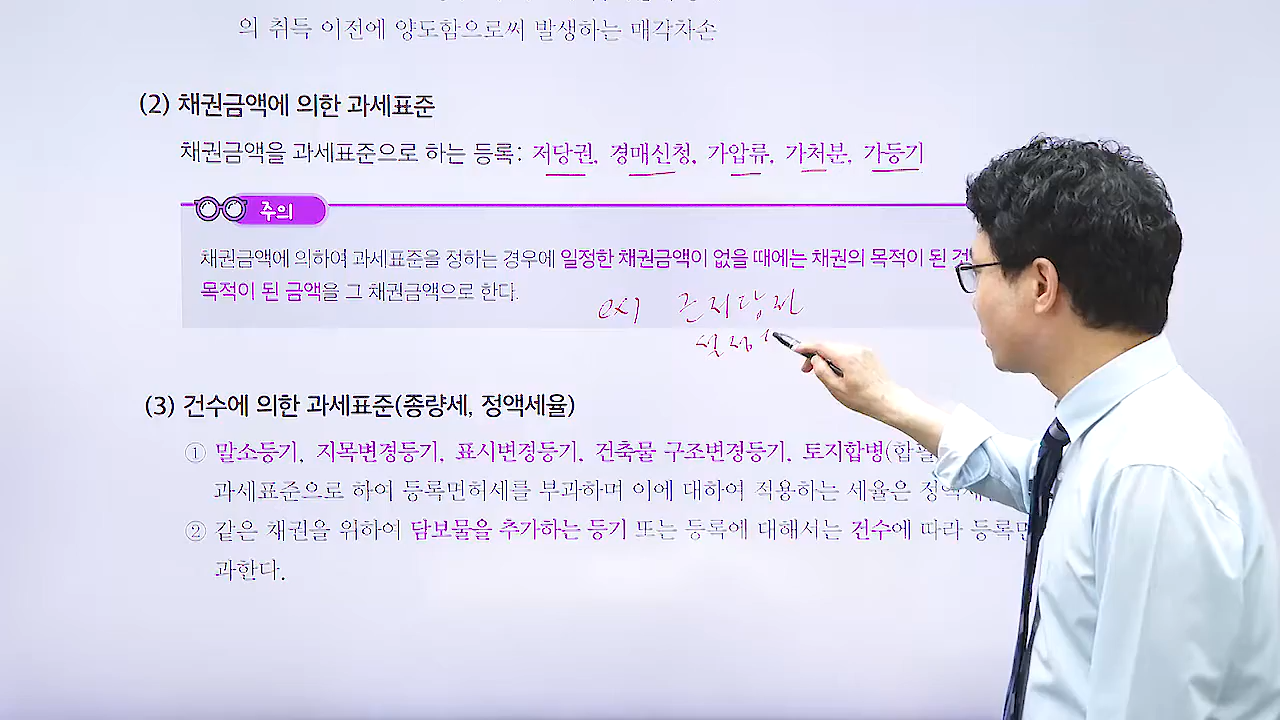 의 취득 이전에 양도함으로써 발생하는 매각차손
(2) 채권금액에 의한 과세표준
채권금액을 과세표준으로 하는 등록: 저당권, 경매신청, 가압류, 가처분, 가등기
주의
채권금액에 의하여 과세표준을 정하는 경우에 일정한 채권금액이 없을 때에는 채권의 목적이 된
목적이 된 금액을 그 채권금액으로 한다.
ex)
설정
(3) 건수에 의한 과세표준(종량세, 정액세율)
① 말소등기, 지목변경등기, 표시변경등기, 건축물 구조변경등기, 토지합병(합필
과세표준으로 하여 등록면허세를 부과하며 이에 대하여 적용하는 세율은
② 같은 채권을 위하여 담보물을 추가하는 등기 또는 등록에 대해서는 건수에 따라
과한다.